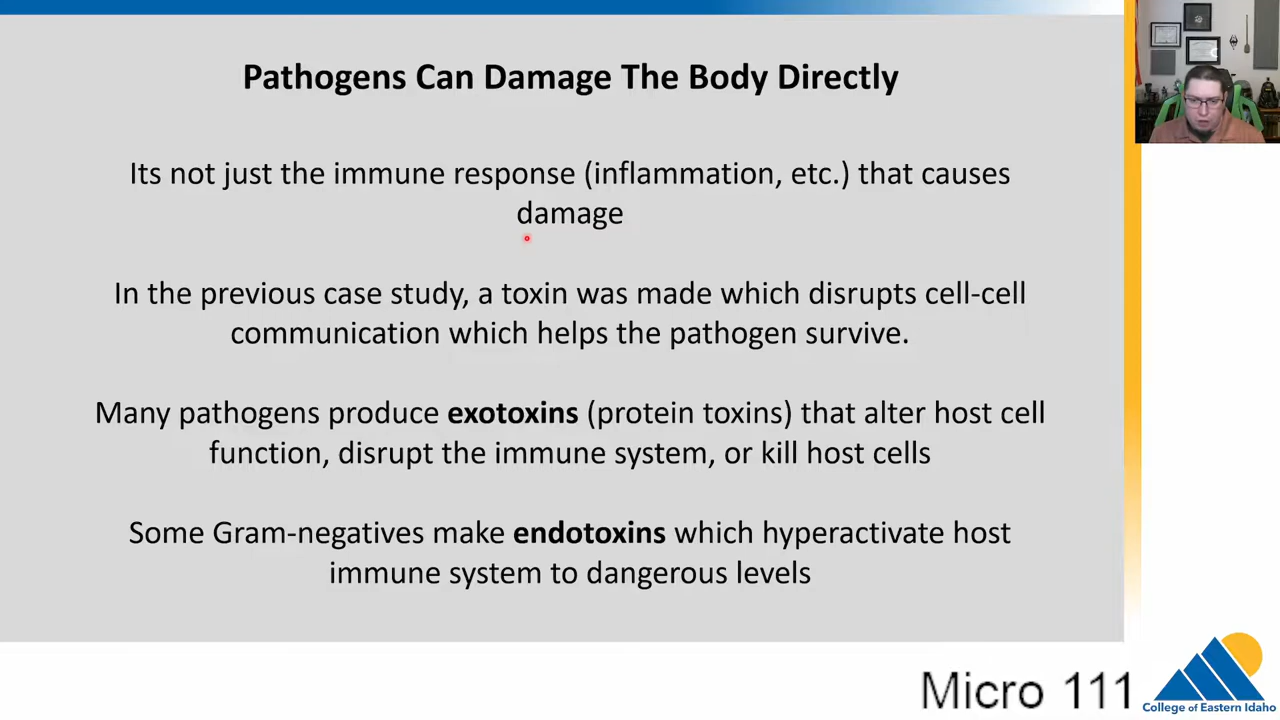 Pathogens Can Damage The Body Directly
Its not just the immune response (inflammation, etc.) that causes
damage
In the previous case study, a toxin was made which disrupts cell-cell
communication which helps the pathogen survive.
Many pathogens produce exotoxins (protein toxins) that alter host cell
function, disrupt the immune system, or kill host cells
Some Gram-negatives make endotoxins which hyperactivate host
immune system to dangerous levels
Micro 111
College of Eastern Idaho